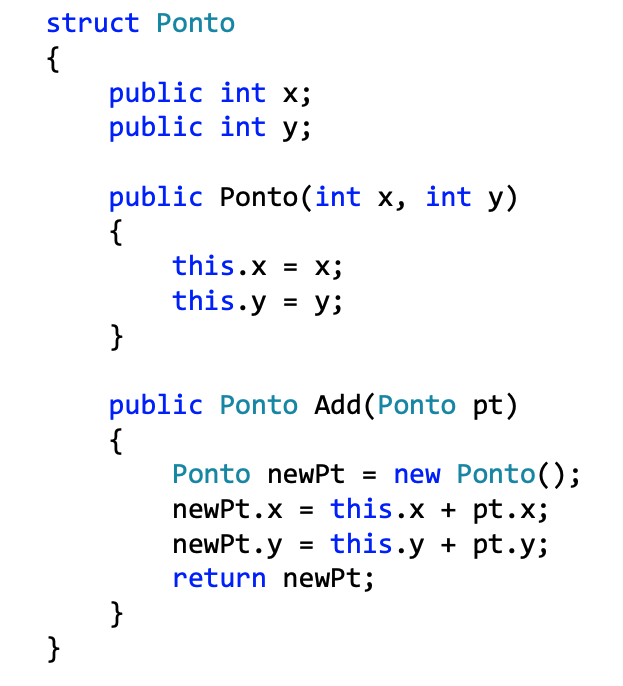 struct Ponto
{
    public int x;
    public int y;

    public Ponto(int x, int y)
    {
        this.x = x;
        this.y = y;
    }

    public Ponto Add(Ponto pt)
    {
        Ponto newPt = new Ponto();
        newPt.x = this.x + pt.x;
        newPt.y = this.y + pt.y;
        return newPt;
    }
}